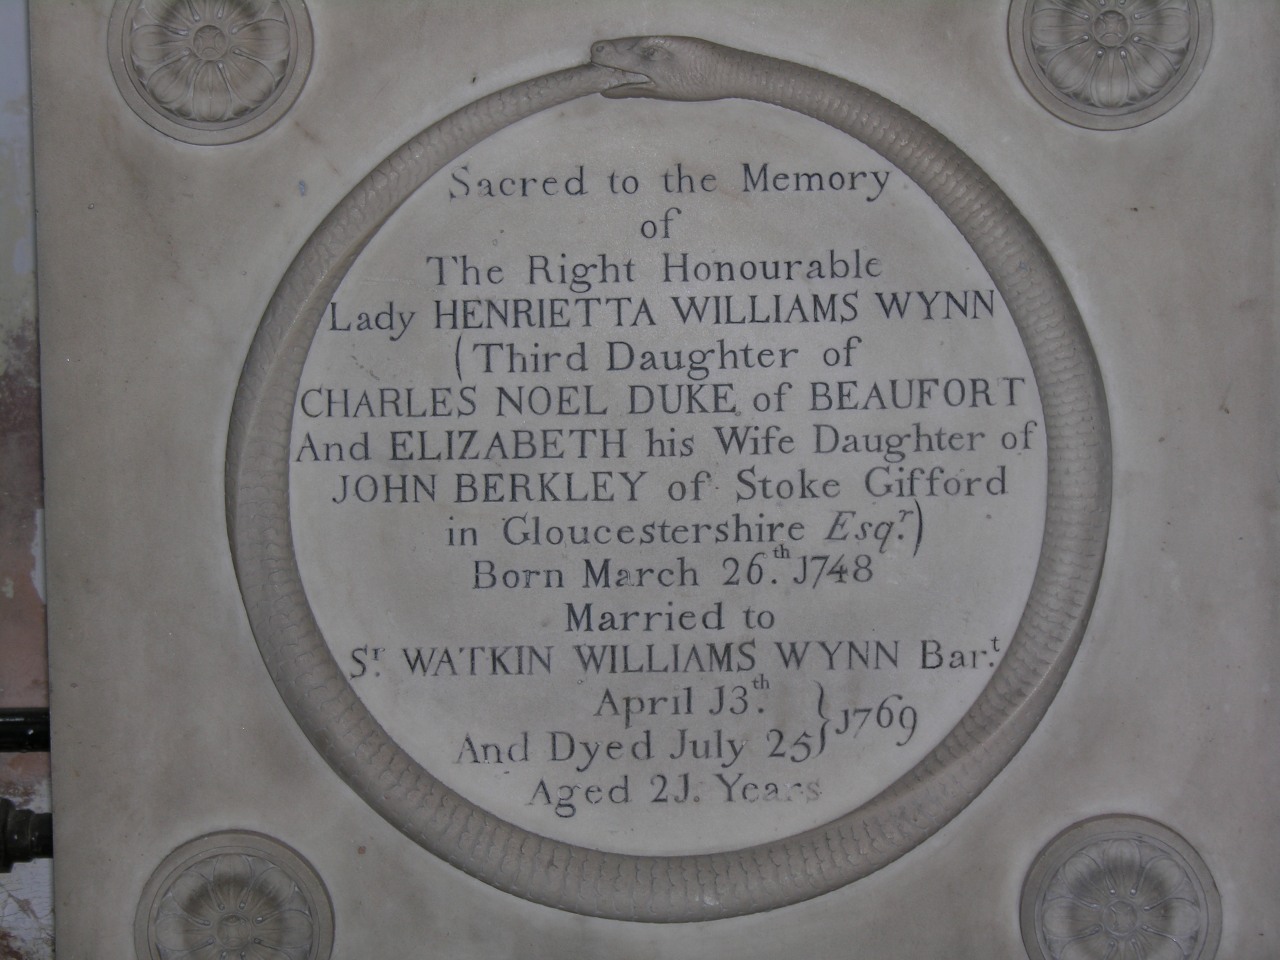 Sacred to the Memory
of
The Right Honourable
Lady HENRIETTA WILLIAMS WYNN
(Third Daughter of
CHARLES NOEL DUKE of BEAUFORT
And ELIZABETH his Wife Daughter of
JOHN BERKLEY of Stoke Gifford
in Gloucestershire Esqr.)
Born March 26.th J748
Married to
Sr. WATKIN WILLIAMS WYNN Bar.t
April J3.th } J769
And Dyed July 25
Aged 2J. Years